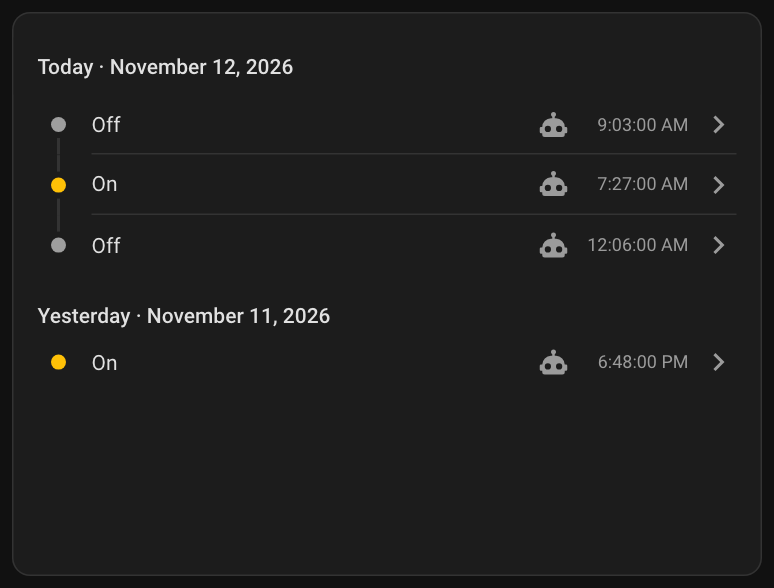 Today · November 12, 2026
Off 9:03:00 AM
On 7:27:00 AM
Off 12:06:00 AM
Yesterday · November 11, 2026
On 6:48:00 PM